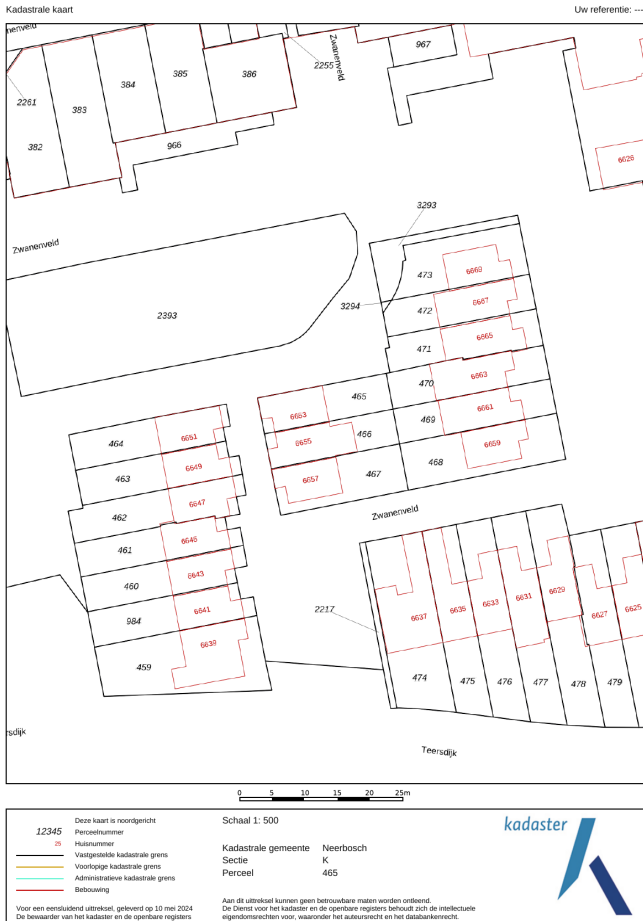 Kadastrale kaart
Uw referentie: ---
nenveld
Zwanenveld
2261
382
383
384
385
386
2255
967
966
6626
Zwanenveld
2393
3293
3294
473
6669
472
6667
471
6665
470
6663
469
6661
468
6659
465
6653
466
6655
467
6657
464
6651
463
6649
462
6647
461
6645
460
6643
984
6641
459
6639
Zwanenveld
2217
6637
6635
6633
6631
6629
6627
6625
474
475
476
477
478
479
rsdijk
Teersdijk
0 5 10 15 20 25m
Deze kaart is noordgericht
12345 Perceelnummer
25 Huisnummer
Vastgestelde kadastrale grens
Voorlopige kadastrale grens
Administratieve kadastrale grens
Bebouwing
Voor een eensluidend uittreksel, geleverd op 10 mei 2024
De bewaarder van het kadaster en de openbare registers
Schaal 1: 500
Kadastrale gemeente Neerbosch
Sectie K
Perceel 465
Aan dit uittreksel kunnen geen betrouwbare maten worden ontleend.
De Dienst voor het kadaster en de openbare registers behoudt zich de intellectuele
eigendomsrechten voor, waaronder het auteursrecht en het databankenrecht.
kadaster